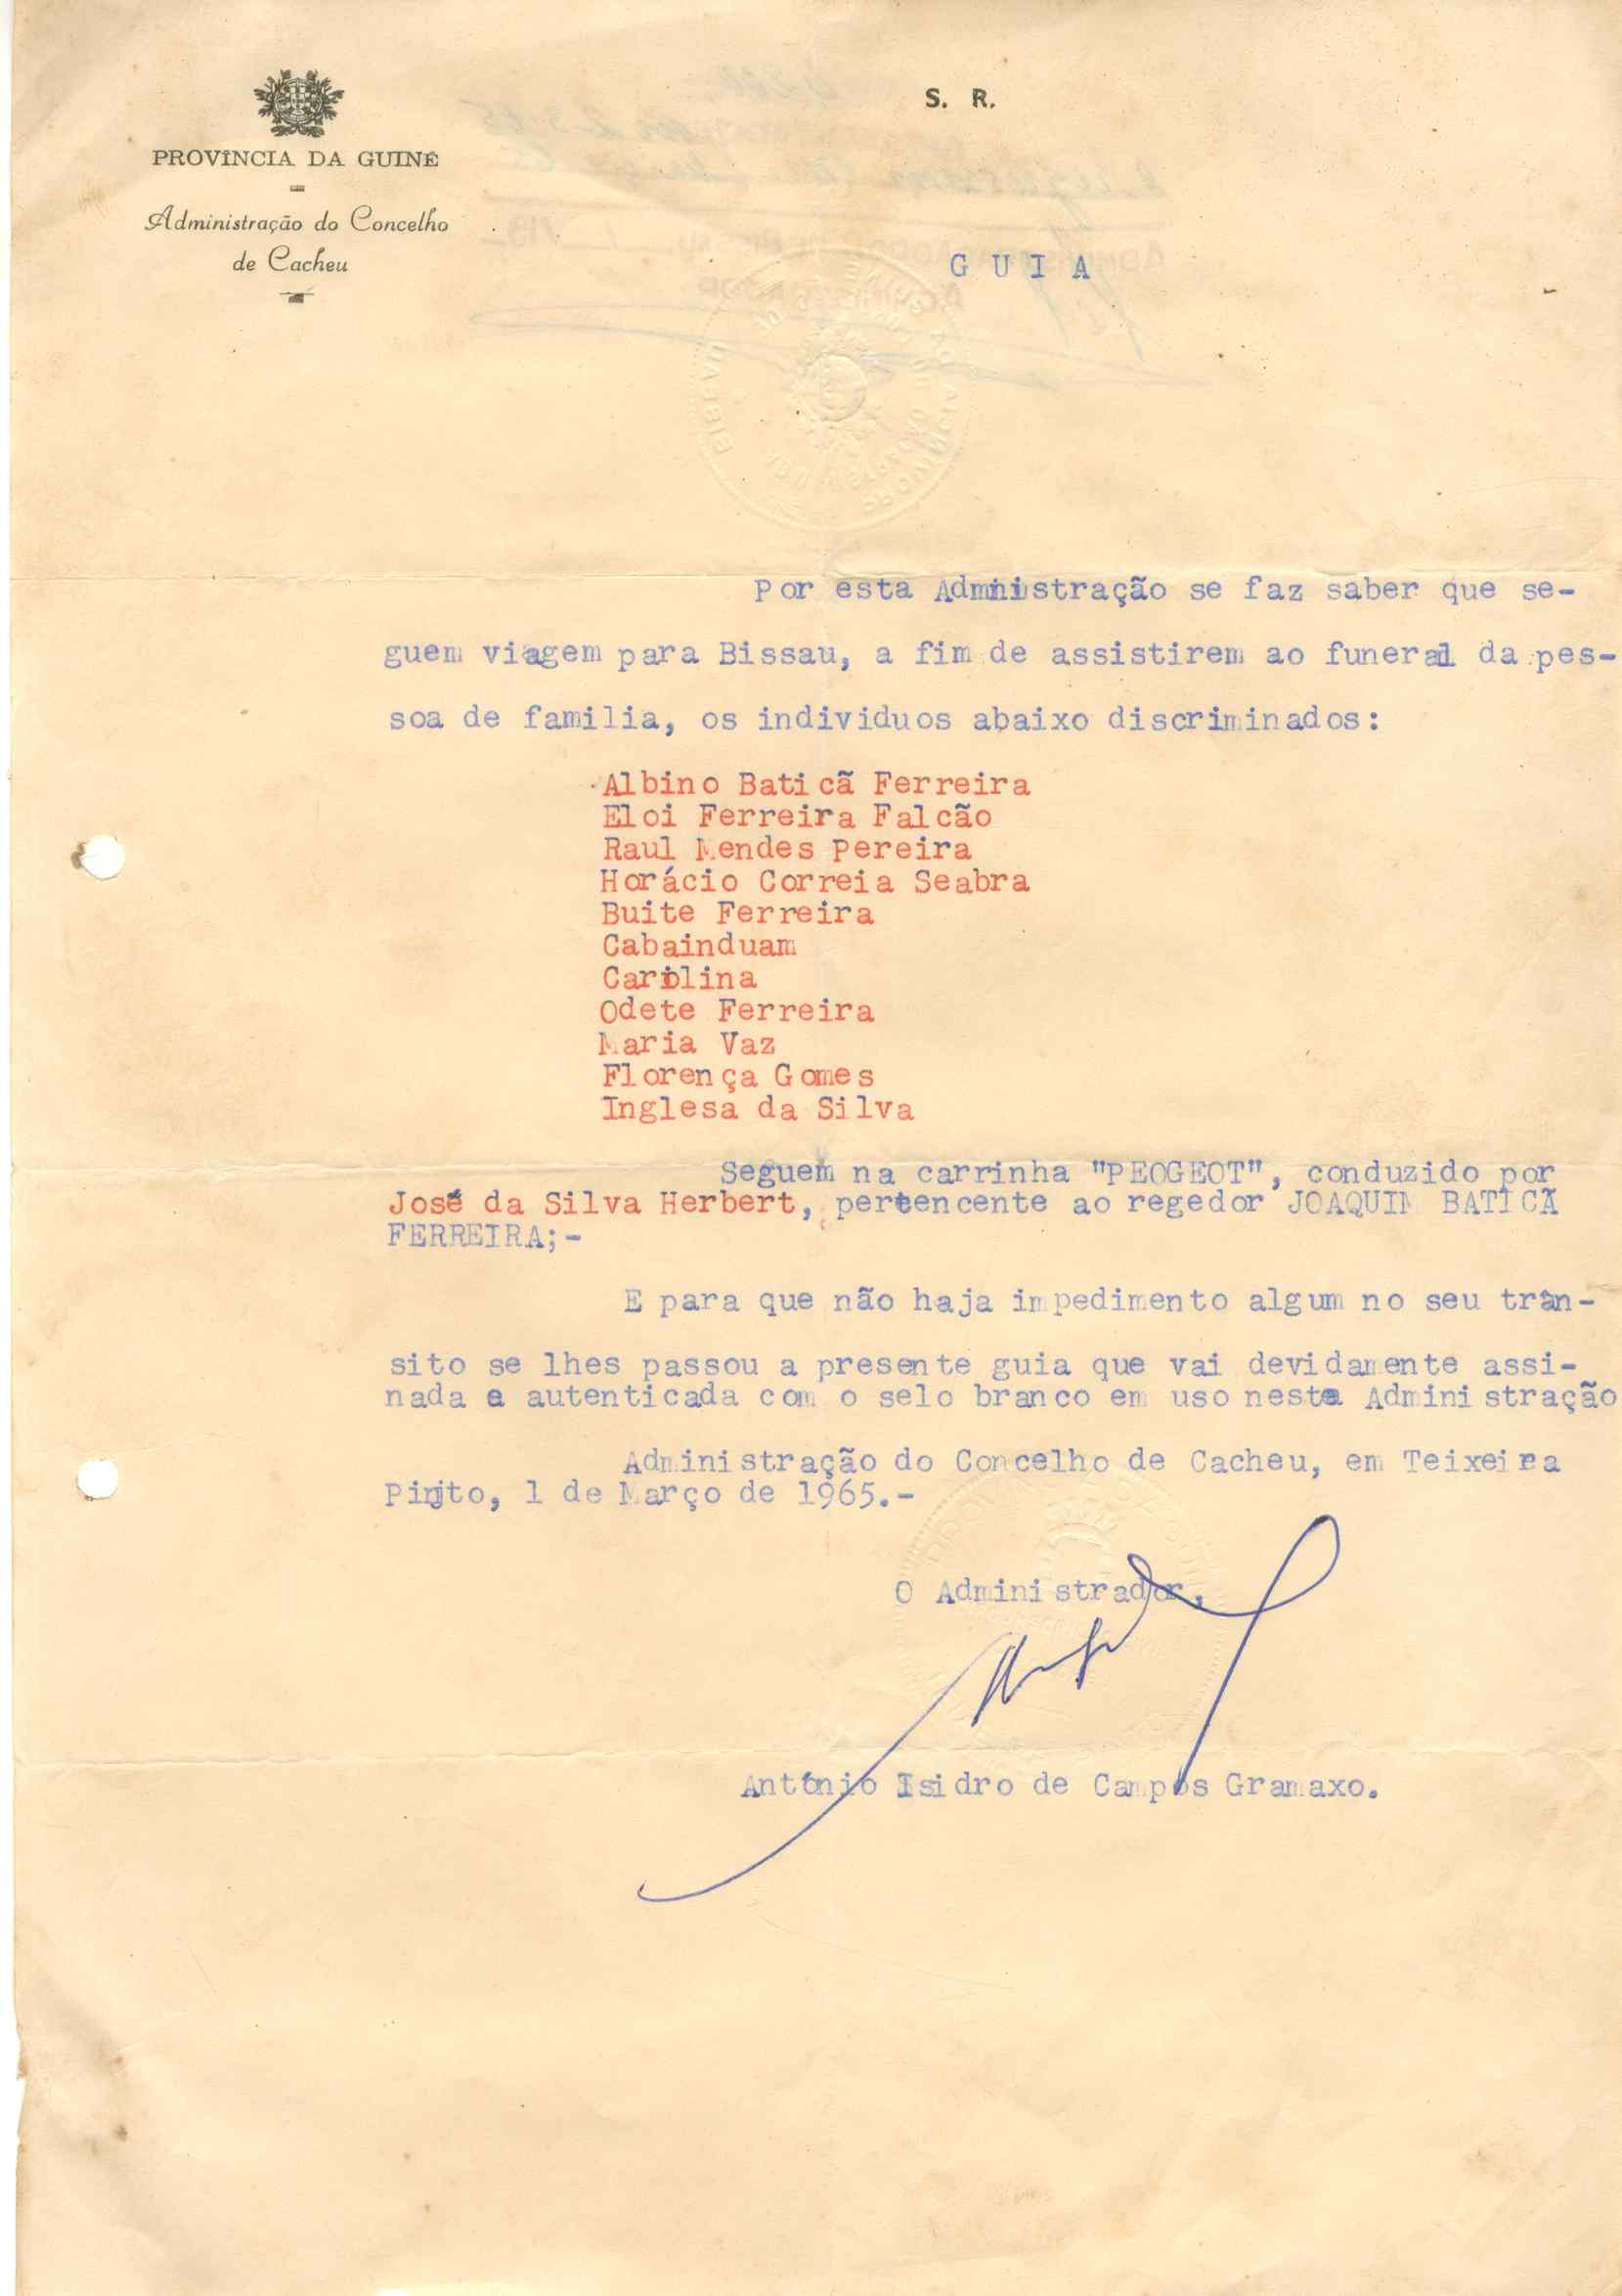 S. R.
PROVÍNCIA DA GUINÉ
Administração do Concelho
de Cacheu
G U I A
Por esta Administração se faz saber que se-
guem viagem para Bissau, a fim de assistirem ao funeral da pes-
soa de familia, os individuos abaixo discriminados:
Albino Baticã Ferreira
Eloi Ferreira Falcão
Raul Mendes Pereira
Horácio Correia Seabra
Buite Ferreira
Cabainduam
Carolina
Odete Ferreira
Maria Vaz
Florença Gomes
Inglesa da Silva
Seguem na carrinha "PEOGEOT", conduzido por
José da Silva Herbert, pertencente ao regedor JOAQUIM BATICÃ
FERREIRA;-
E para que não haja impedimento algum no seu trân-
sito se lhes passou a presente guia que vai devidamente assi-
nada e autenticada com o selo branco em uso nesta Administração
Administração do Concelho de Cacheu, em Teixeira
Pinto, 1 de Março de 1965.-
O Administrador,
António Isidro de Campos Gramaxo.